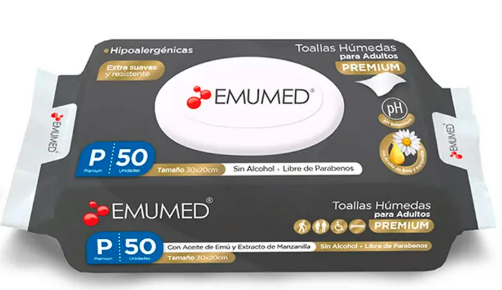 • Hipoalergénicas
Extra suaves
y resistente
Toallas Húmedas
para Adultos
PREMIUM
EMUMED®
EMUMED
pH
P 50
Premium Unidades
Tamaño 30x20cm
Sin Alcohol • Libre de Parabenos
EMUMED®
Toallas Húmedas
para Adultos
PREMIUM
P 50
Premium Unidades
Con Aceite de Emú y Extracto de Manzanilla
Sin Alcohol • Libre de Parabenos
Tamaño 30x20cm